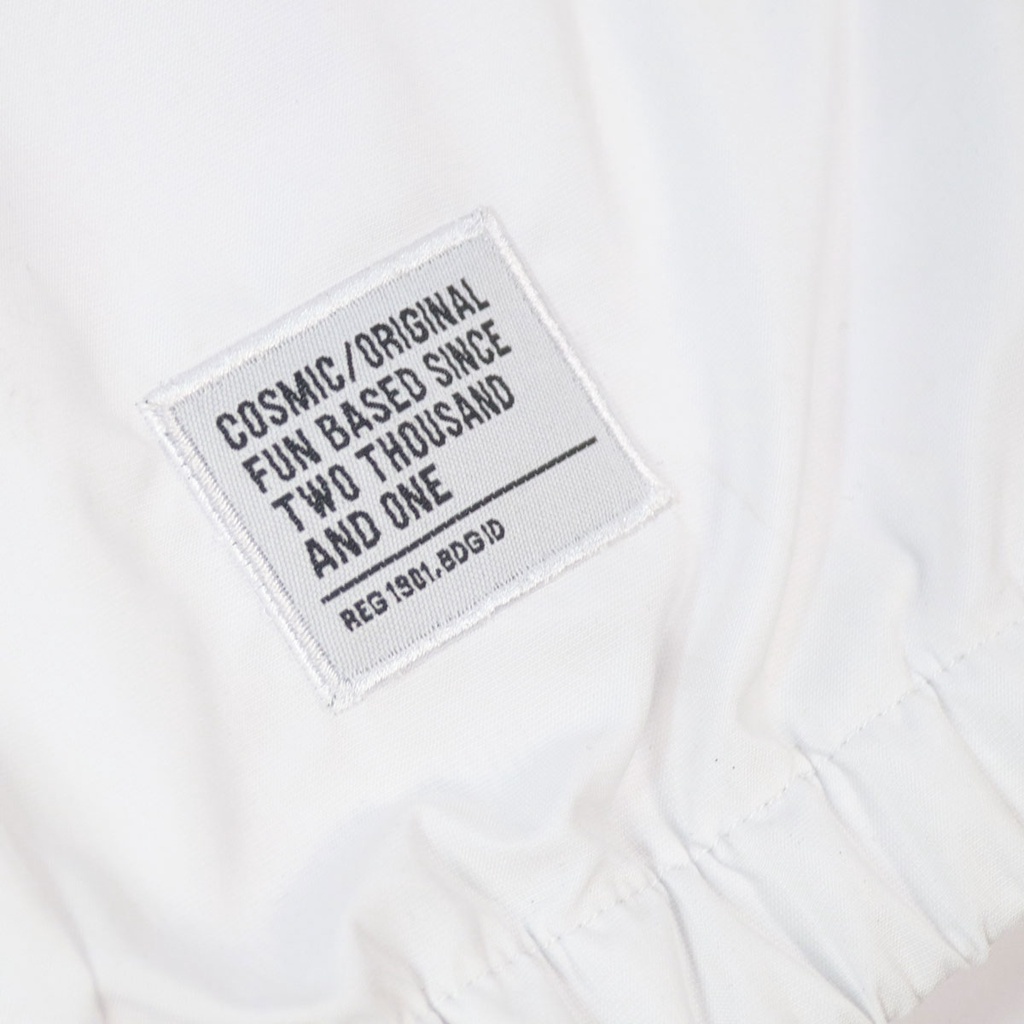 COSMIC/ORIGINAL
FUN BASED SINCE
TWO THOUSAND
AND ONE
REG 1901, BDG ID